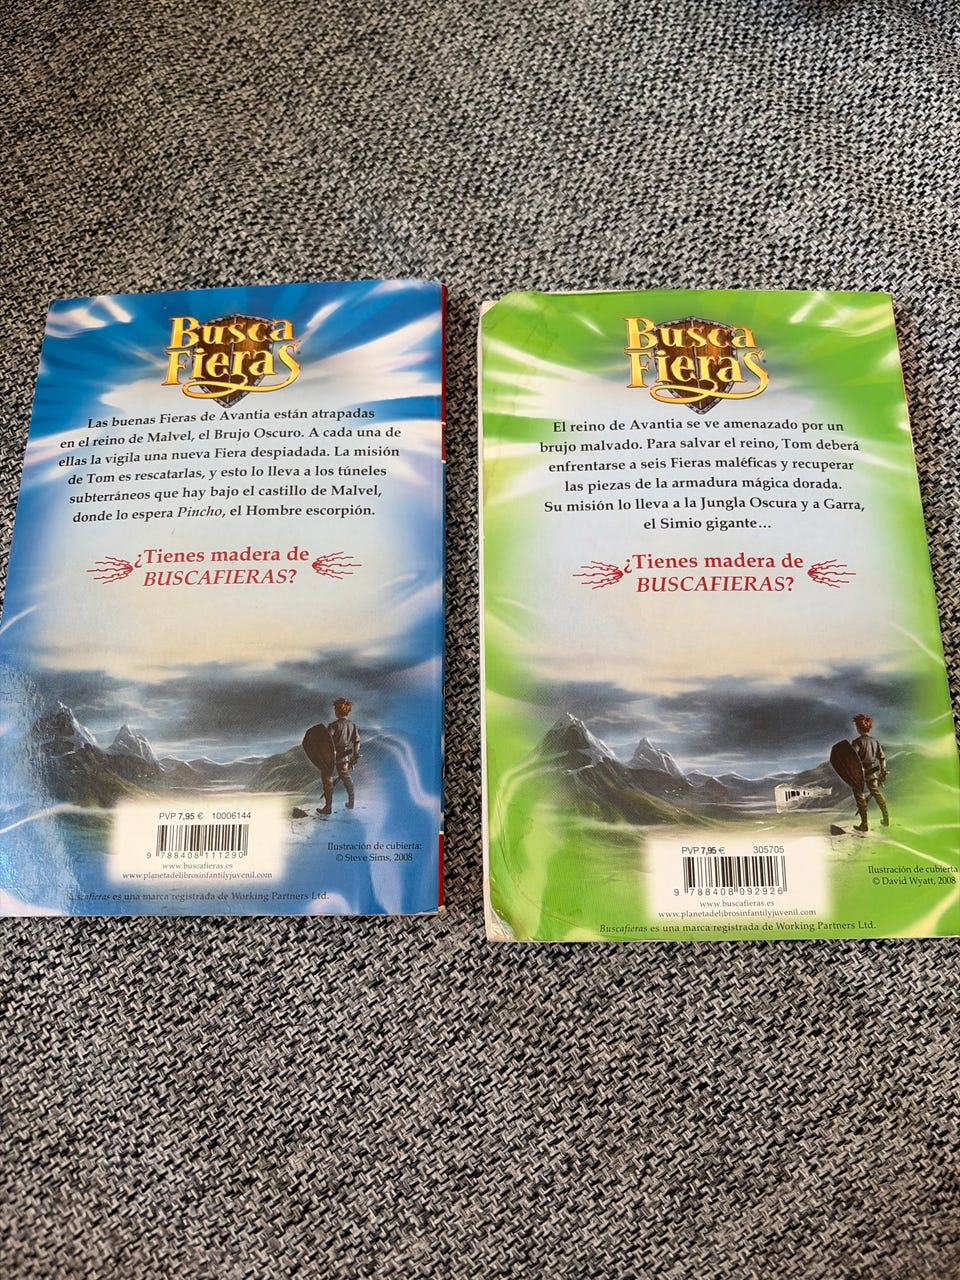 Busca
Fieras
Las buenas Fieras de Avantia están atrapadas
en el reino de Malvel, el Brujo Oscuro. A cada una de
ellas la vigila una nueva Fiera despiadada. La misión
de Tom es rescatarlas, y esto lo lleva a los túneles
subterráneos que hay bajo el castillo de Malvel,
donde lo espera Pincho, el Hombre escorpión.
¿Tienes madera de
BUSCAFIERAS?
PVP 7,95 € 10006144
9 788408 111290
www.buscafieras.es
www.planetadelibrosinfantilyjuvenil.com
Ilustración de cubierta:
© Steve Sims, 2008
Buscafieras es una marca registrada de Working Partners Ltd.
Busca
Fieras
El reino de Avantia se ve amenazado por un
brujo malvado. Para salvar el reino, Tom deberá
enfrentarse a seis Fieras maléficas y recuperar
las piezas de la armadura mágica dorada.
Su misión lo lleva a la Jungla Oscura y a Garra,
el Simio gigante...
¿Tienes madera de
BUSCAFIERAS?
PVP 7,95 € 305705
9 788408 092926
www.buscafieras.es
www.planetadelibrosinfantilyjuvenil.com
Ilustración de cubierta
© David Wyatt, 2008
Buscafieras es una marca registrada de Working Partners Ltd.